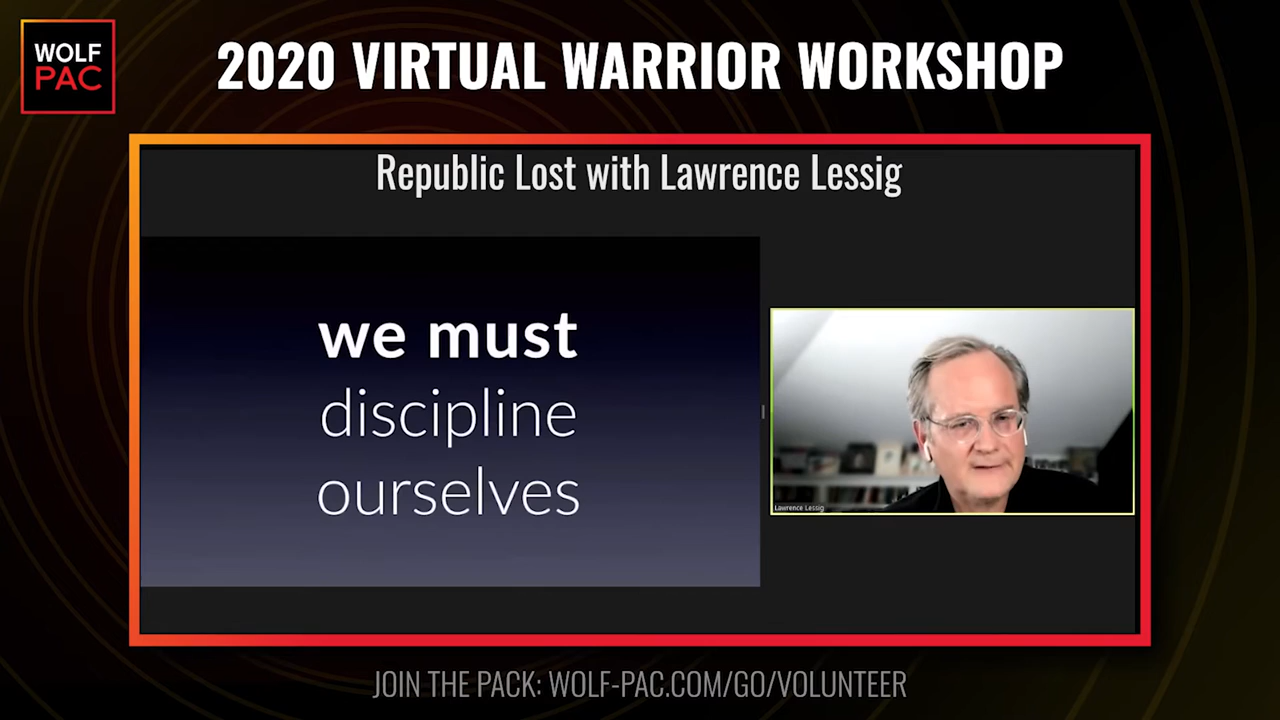 WOLF
PAC
2020 VIRTUAL WARRIOR WORKSHOP
Republic Lost with Lawrence Lessig
we must
discipline
ourselves
Lawrence Lessig
JOIN THE PACK: WOLF-PAC.COM/GO/VOLUNTEER